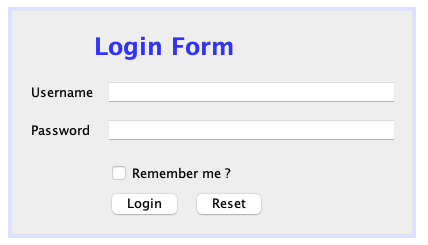 Login Form
Username
Password
Remember me ?
Login Reset